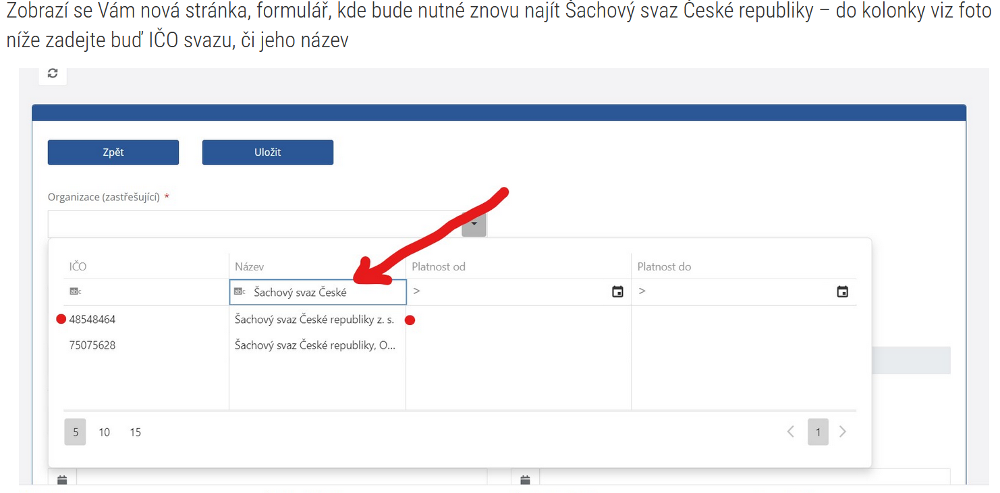 Zobrazí se Vám nová stránka, formulář, kde bude nutné znovu najít Šachový svaz České republiky – do kolonky viz foto
níže zadejte buď IČO svazu, či jeho název
Zpět Uložit
Organizace (zastřešující) *
IČO Název Platnost od Platnost do
abc abc Šachový svaz České > >
48548464 Šachový svaz České republiky z. s.
75075628 Šachový svaz České republiky, O...
5 10 15 < 1 >